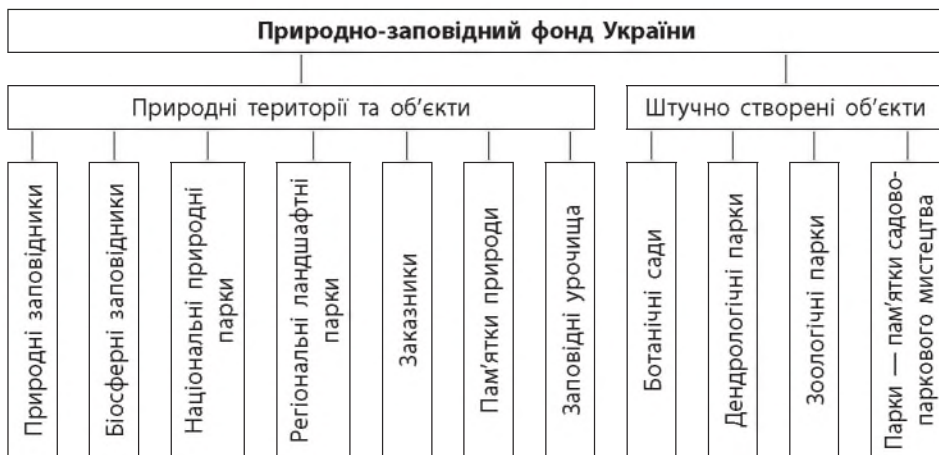 Природно-заповідний фонд України
Природні території та об'єкти
Штучно створені об'єкти
Природні заповідники
Біосферні заповідники
Національні природні
парки
Регіональні ландшафтні
парки
Заказники
Пам'ятки природи
Заповідні урочища
Ботанічні сади
Дендрологічні парки
Зоологічні парки
Парки — пам'ятки садово-
паркового мистецтва